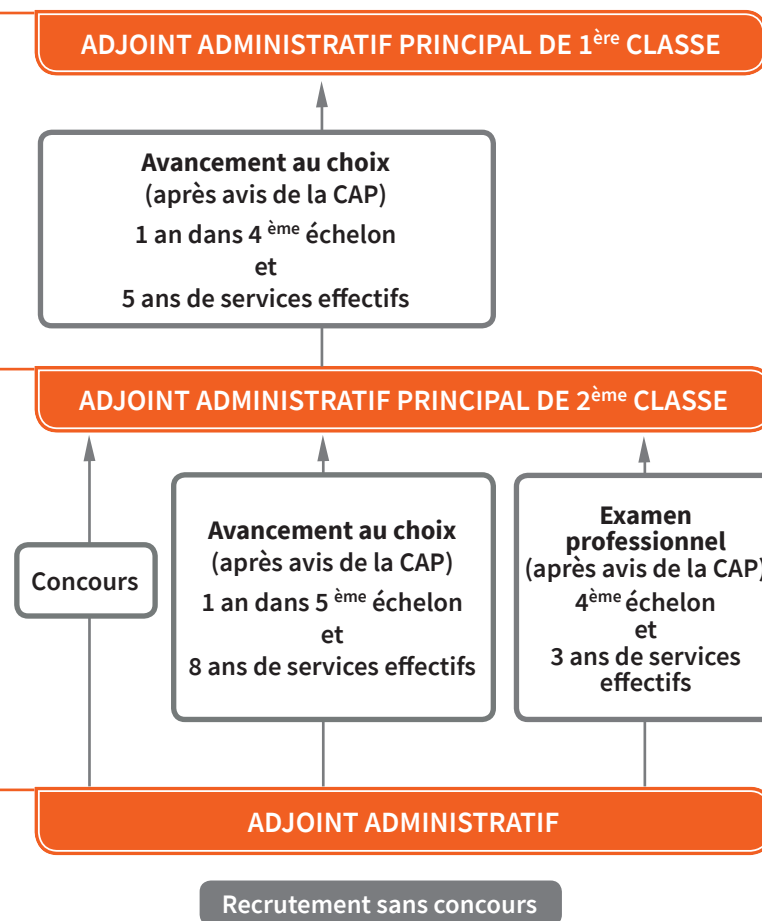 ADJOINT ADMINISTRATIF PRINCIPAL DE 1ère CLASSE
Avancement au choix
(après avis de la CAP)
1 an dans 4 ème échelon
et
5 ans de services effectifs
ADJOINT ADMINISTRATIF PRINCIPAL DE 2ème CLASSE
Concours
Avancement au choix
(après avis de la CAP)
1 an dans 5 ème échelon
et
8 ans de services effectifs
Examen
professionnel
(après avis de la CAP)
4ème échelon
et
3 ans de services
effectifs
ADJOINT ADMINISTRATIF
Recrutement sans concours